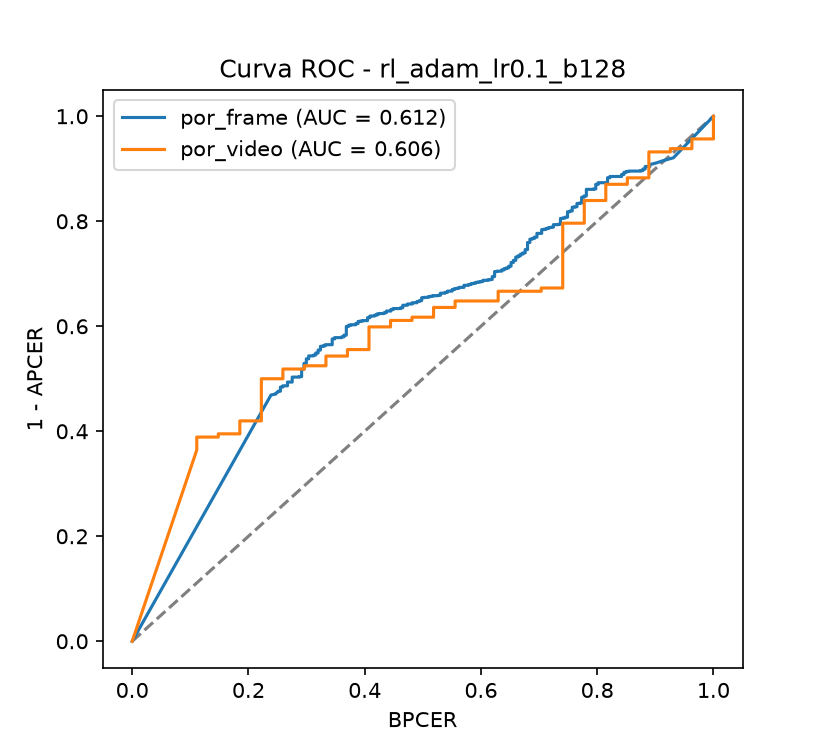 Curva ROC - rl_adam_lr0.1_b128
por_frame (AUC = 0.612)
por_video (AUC = 0.606)
1.0
0.8
0.6
0.4
0.2
0.0
1 - APCER
0.0 0.2 0.4 0.6 0.8 1.0
BPCER